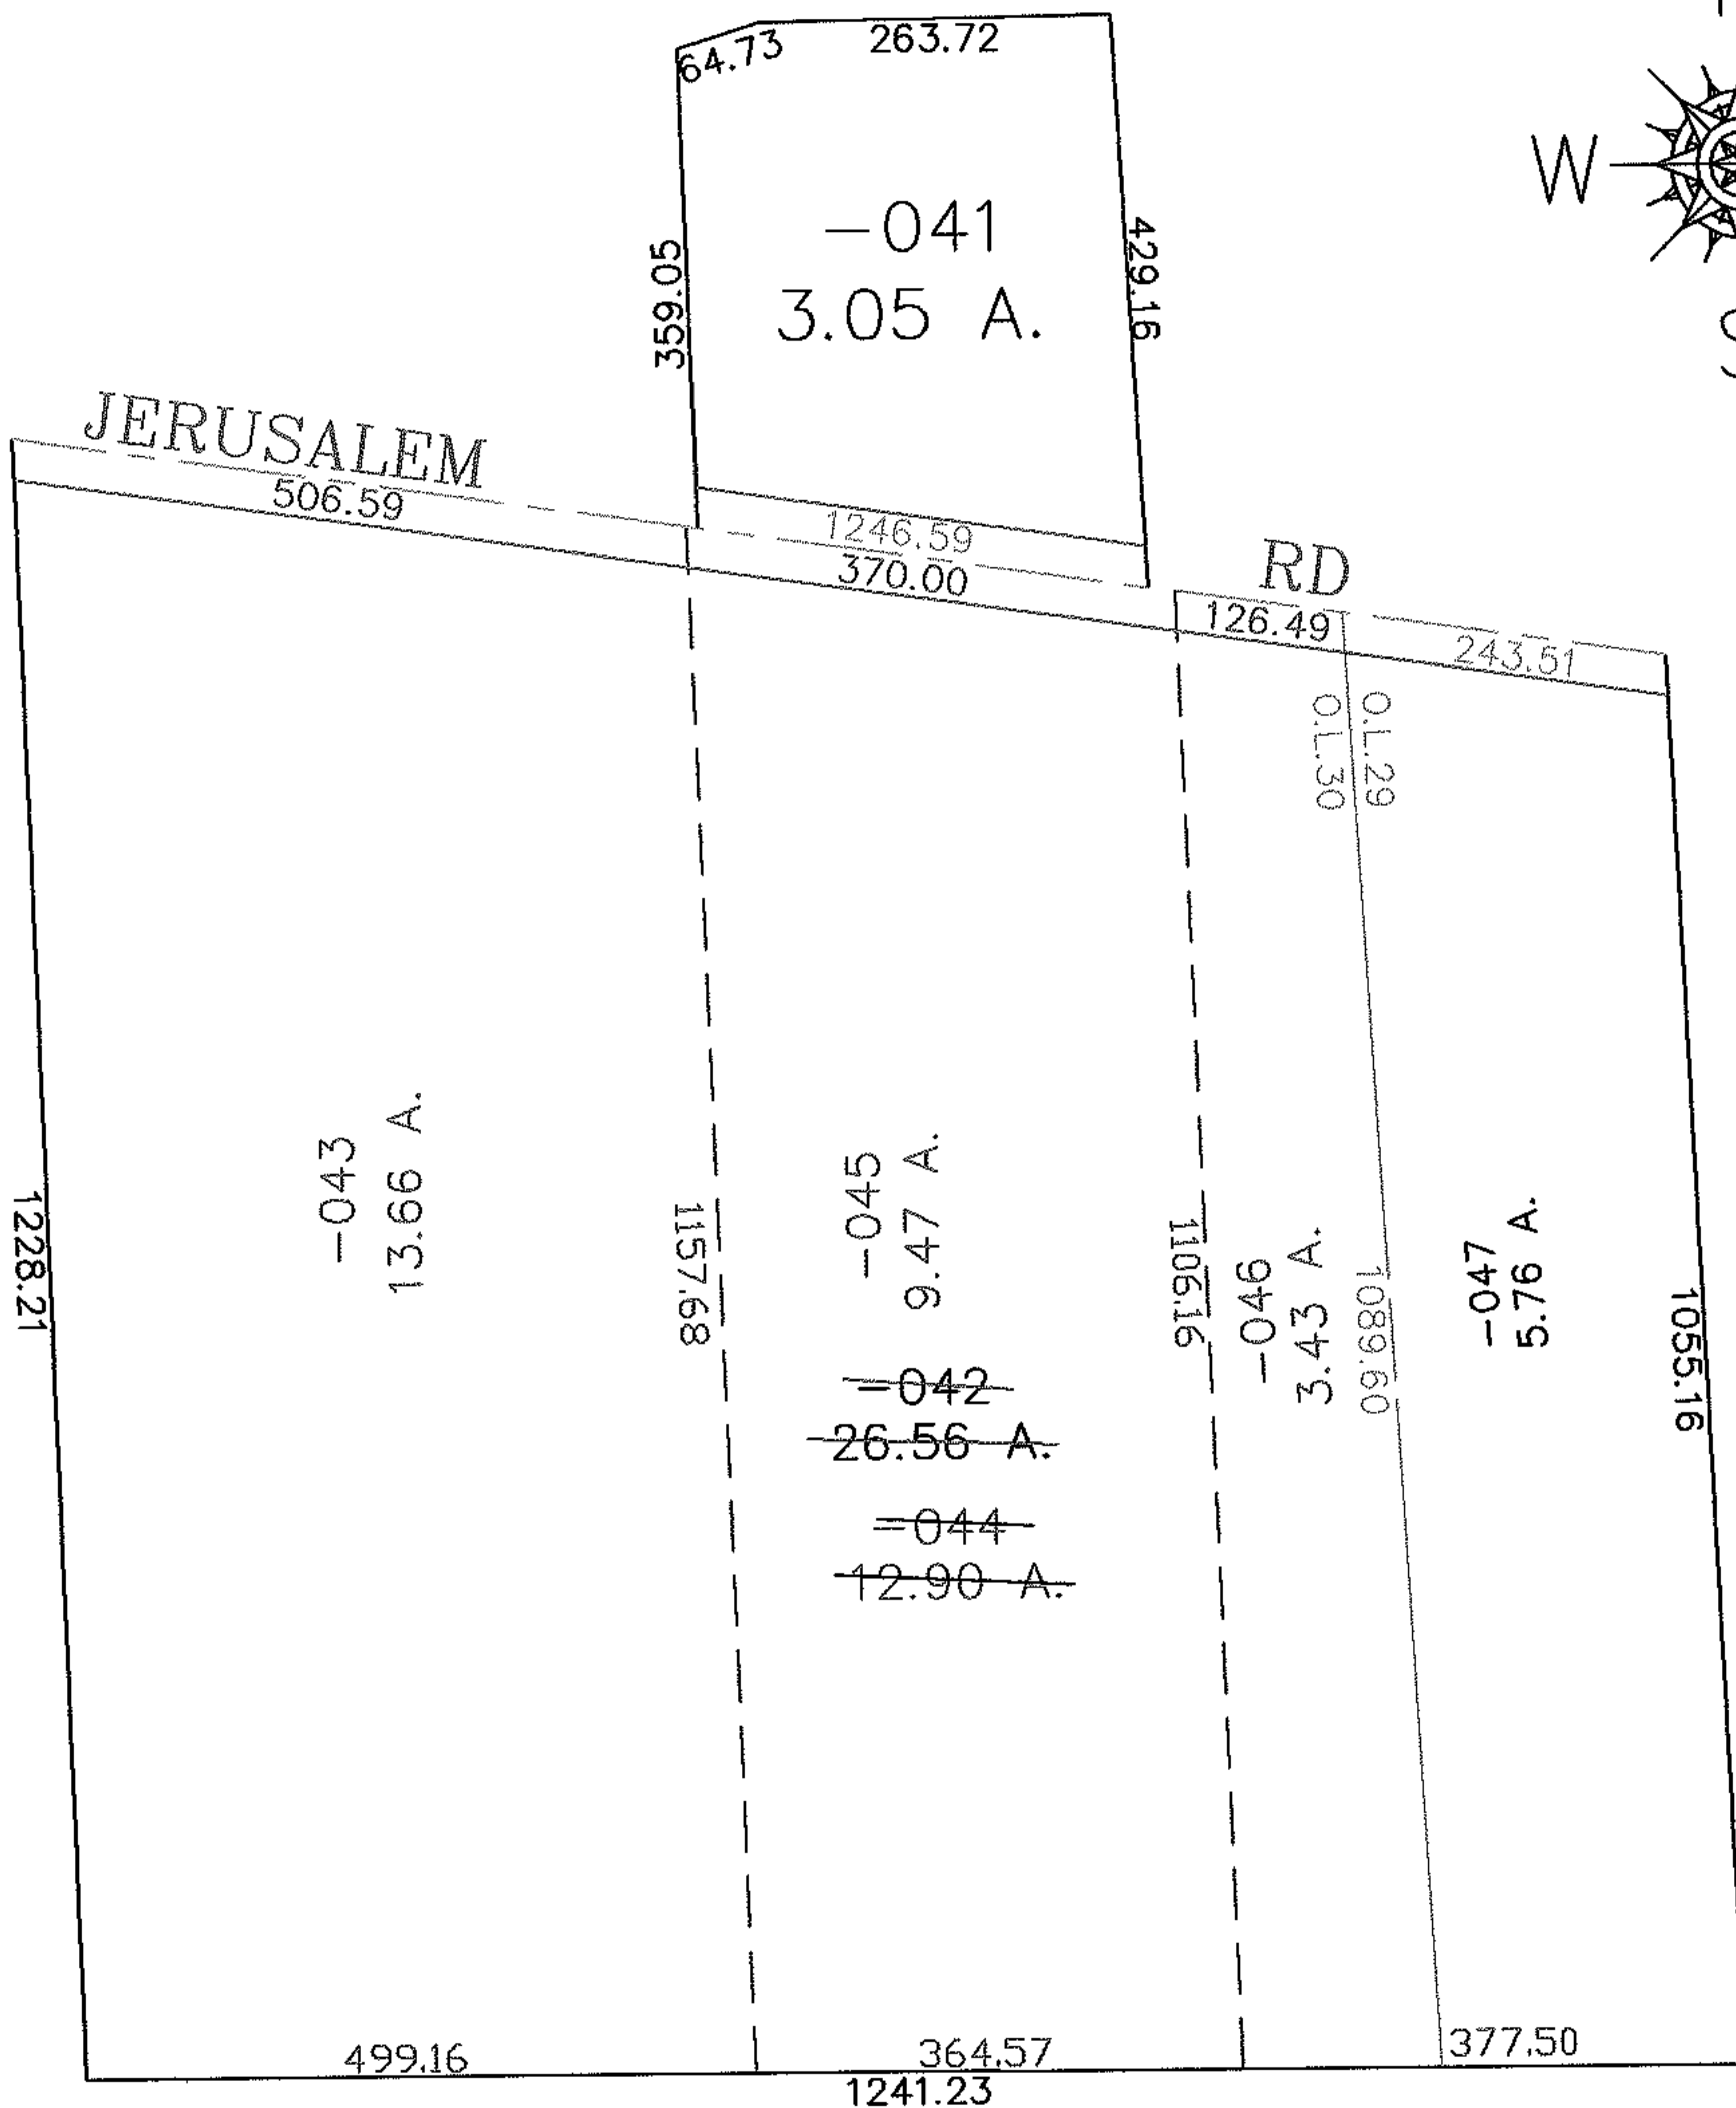 64.73
263.72
W
-041
3.05 A.
359.05
429.16
JERUSALEM
506.59
1246.59
370.00
RD
126.49
243.51
O.L.29
O.L.30
1228.21
-043
13.66 A.
1157.68
-045
9.47 A.
=042
26.56 A.
=044
12.90 A.
1106.16
-046
3.43 A.
1089.60
-047
5.76 A.
1055.16
499.16
364.57
377.50
1241.23